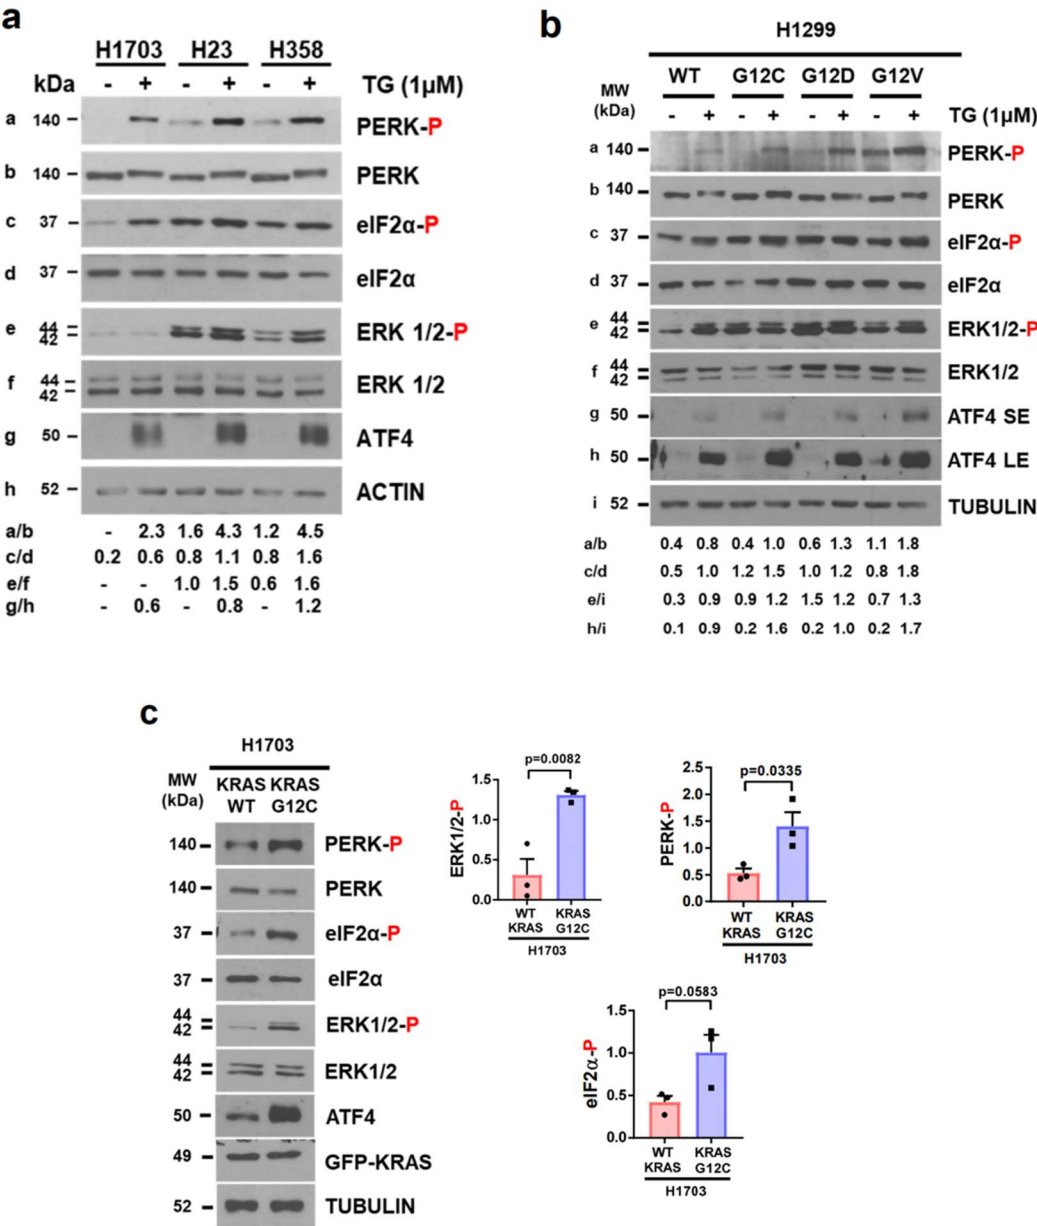 a
H1703 H23 H358
kDa - + - + - + TG (1µM)
a 140 PERK-P
b 140 PERK
c 37 eIF2α-P
d 37 eIF2α
e 44 42 ERK 1/2-P
f 44 42 ERK 1/2
g 50 ATF4
h 52 ACTIN
a/b - 2.3 1.6 4.3 1.2 4.5
c/d 0.2 0.6 0.8 1.1 0.8 1.6
e/f - - 1.0 1.5 0.6 1.6
g/h - 0.6 - 0.8 - 1.2
b
H1299
WT G12C G12D G12V
MW
(kDa) - + - + - + - + TG (1µM)
a 140 PERK-P
b 140 PERK
c 37 eIF2α-P
d 37 eIF2α
e 44 42 ERK1/2-P
f 44 42 ERK1/2
g 50 ATF4 SE
h 50 ATF4 LE
i 52 TUBULIN
a/b 0.4 0.8 0.4 1.0 0.6 1.3 1.1 1.8
c/d 0.5 1.0 1.2 1.5 1.0 1.2 0.8 1.8
e/i 0.3 0.9 0.9 1.2 1.5 1.2 0.7 1.3
h/i 0.1 0.9 0.2 1.6 0.2 1.0 0.2 1.7
c
H1703
MW
(kDa)
KRAS KRAS
WT G12C
140 PERK-P
140 PERK
37 eIF2α-P
37 eIF2α
44 42 ERK1/2-P
44 42 ERK1/2
50 ATF4
49 GFP-KRAS
52 TUBULIN
p=0.0082
ERK1/2-P
1.5
1.0
0.5
0.0
WT KRAS
KRAS G12C
H1703
p=0.0335
PERK-P
2.5
2.0
1.5
1.0
0.5
0.0
WT KRAS
KRAS G12C
H1703
p=0.0583
eIF2α-P
1.5
1.0
0.5
0.0
WT KRAS
KRAS G12C
H1703